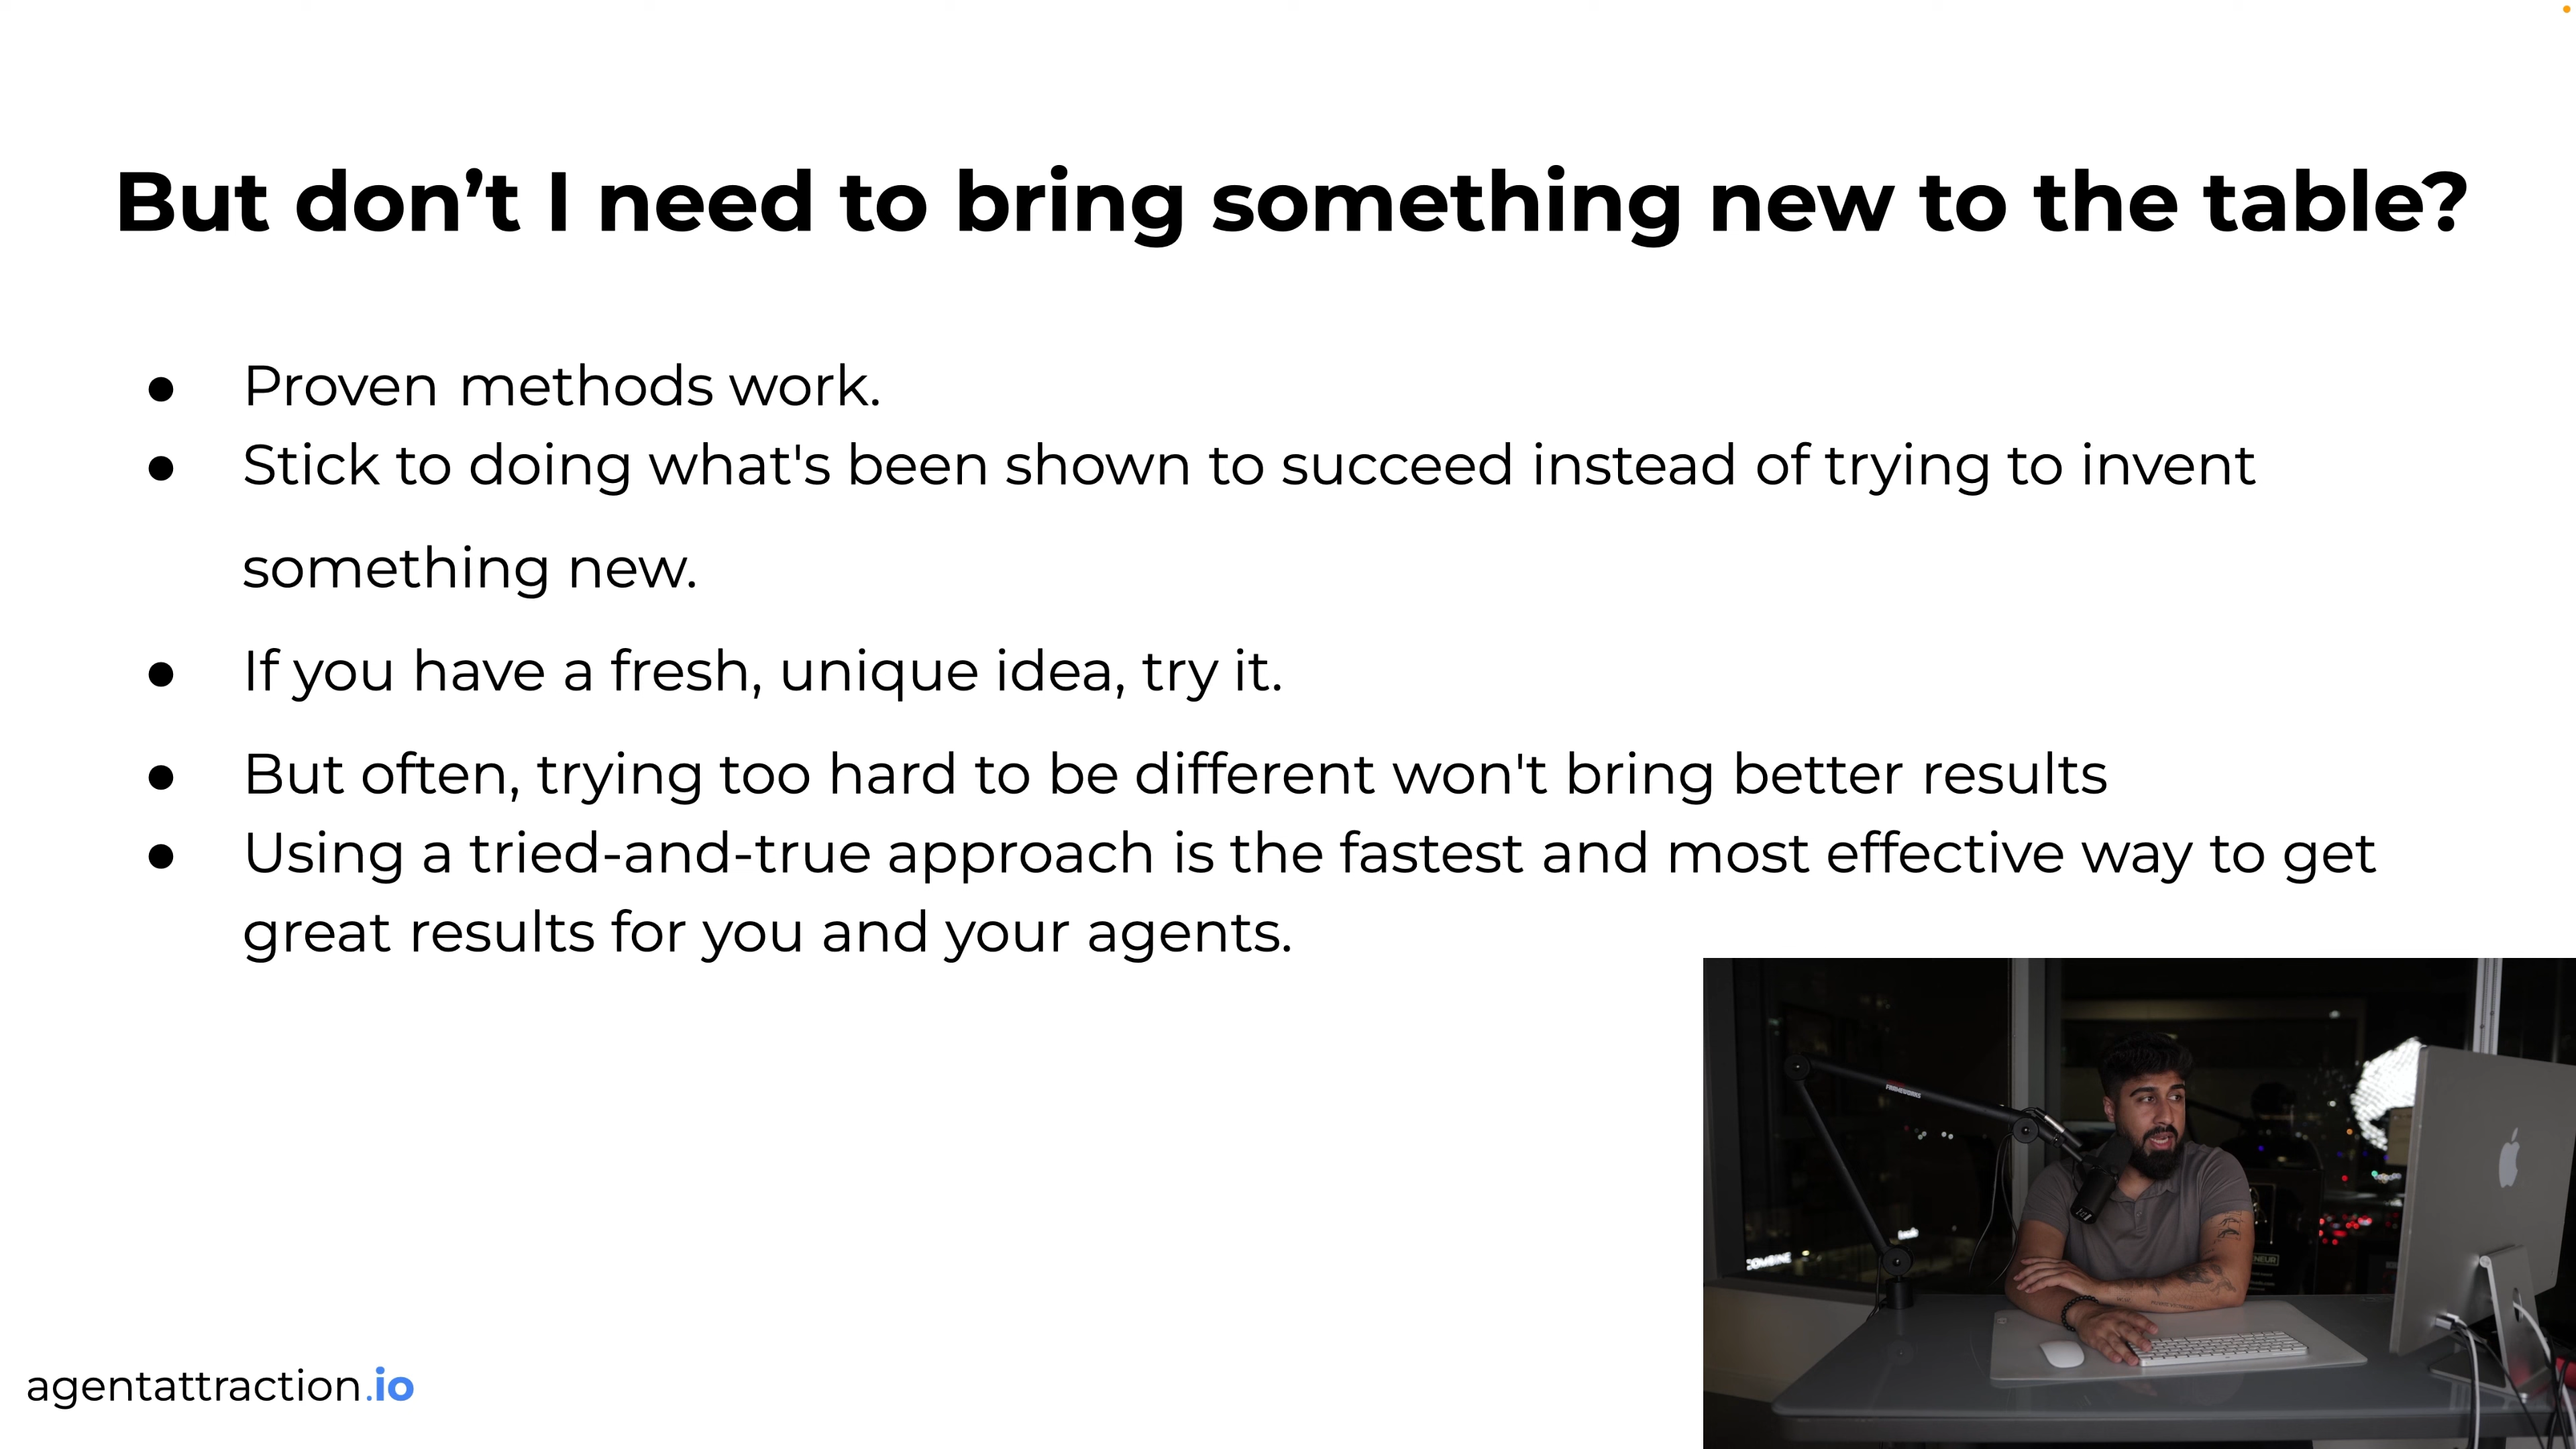 But don’t I need to bring something new to the table?
● Proven methods work.
● Stick to doing what's been shown to succeed instead of trying to invent
something new.
● If you have a fresh, unique idea, try it.
● But often, trying too hard to be different won't bring better results
● Using a tried-and-true approach is the fastest and most effective way to get
great results for you and your agents.
agentattraction.io